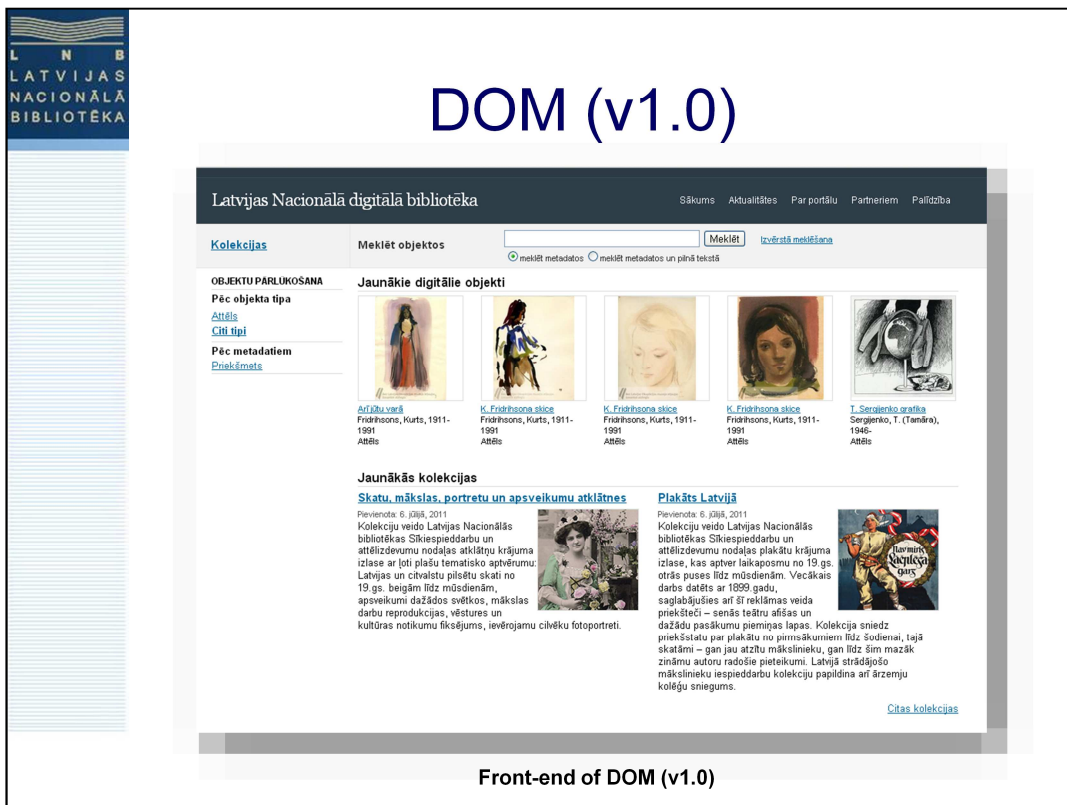 L N B
LATVIJAS
NACIONĀLĀ
BIBLIOTĒKA
DOM (v1.0)
Latvijas Nacionālā digitālā bibliotēka
Sākums Aktualitātes Par portālu Partneriem Palīdzība
Kolekcijas
Meklēt objektos
Meklēt
Izvērstā meklēšana
meklēt metadatos meklēt metadatos un pilnā tekstā
OBJEKTU PĀRLŪKOŠANA
Pēc objekta tipa
Attēls
Citi tipi
Pēc metadatiem
Priekšmets
Jaunākie digitālie objekti
Arī jūtu varā
Fridrihsons, Kurts, 1911-
1991
Attēls
K. Fridrihsona skice
Fridrihsons, Kurts, 1911-
1991
Attēls
K. Fridrihsona skice
Fridrihsons, Kurts, 1911-
1991
Attēls
K. Fridrihsona skice
Fridrihsons, Kurts, 1911-
1991
Attēls
T. Sergijenko grafika
Sergijenko, T. (Tamāra),
1946-
Attēls
Jaunākās kolekcijas
Skatu, mākslas, portretu un apsveikumu atklātnes
Pievienota: 6. jūlijā, 2011
Kolekciju veido Latvijas Nacionālās
bibliotēkas Sīkiespieddarbu un
attēlizdevumu nodaļas atklātņu krājuma
izlase ar ļoti plašu tematisko aptvērumu:
Latvijas un citvalstu pilsētu skati no
19.gs. beigām līdz mūsdienām,
apsveikumi dažādos svētkos, mākslas
darbu reprodukcijas, vēstures un
kultūras notikumu fiksējums, ievērojamu cilvēku fotoportreti.
Plakāts Latvijā
Pievienota: 6. jūlijā, 2011
Kolekciju veido Latvijas Nacionālās
bibliotēkas Sīkiespieddarbu un
attēlizdevumu nodaļas plakātu krājuma
izlase, kas aptver laikaposmu no 19.gs.
otrās puses līdz mūsdienām. Vecākais
darbs datēts ar 1899.gadu,
saglabājušies arī šī reklāmas veida
priekšteči – senās teātru afišas un
dažādu pasākumu piemiņas lapas. Kolekcija sniedz
priekšstatu par plakātu no pirmsākumiem līdz šodienai, tajā
skatāmi – gan jau atzītu mākslinieku, gan līdz šim mazāk
zināmu autoru radošie pieteikumi. Latvijā strādājošo
mākslinieku iespieddarbu kolekciju papildina arī ārzemju
kolēģu sniegums.
Nav miris
Lāčplēša
gars
Citas kolekcijas
Front-end of DOM (v1.0)